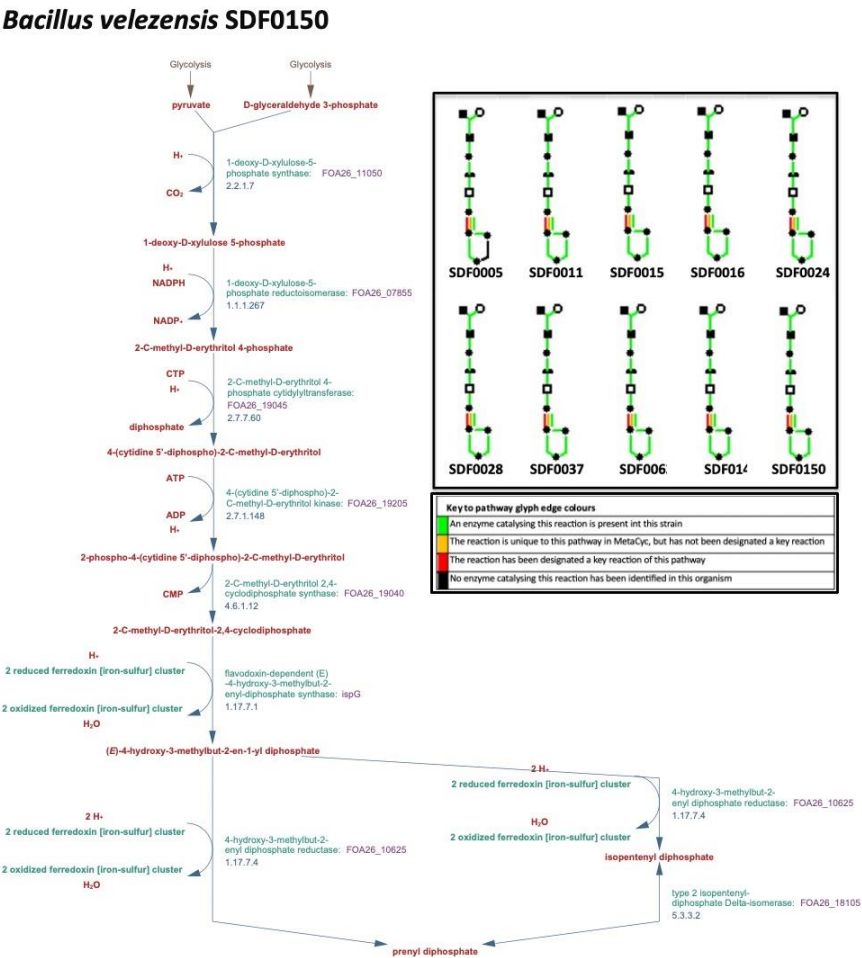 Bacillus velezensis SDF0150
Glycolysis
Glycolysis
pyruvate
D-glyceraldehyde 3-phosphate
H+
CO₂
1-deoxy-D-xylulose-5-
phosphate synthase: FOA26_11050
2.2.1.7
1-deoxy-D-xylulose 5-phosphate
H+
NADPH
NADP+
1-deoxy-D-xylulose-5-
phosphate reductoisomerase: FOA26_07855
1.1.1.267
2-C-methyl-D-erythritol 4-phosphate
CTP
H+
diphosphate
2-C-methyl-D-erythritol 4-
phosphate cytidylyltransferase:
FOA26_19045
2.7.7.60
4-(cytidine 5'-diphospho)-2-C-methyl-D-erythritol
ATP
ADP
H+
4-(cytidine 5'-diphospho)-2-
C-methyl-D-erythritol kinase: FOA26_19205
2.7.1.148
2-phospho-4-(cytidine 5'-diphospho)-2-C-methyl-D-erythritol
CMP
2-C-methyl-D-erythritol 2,4-
cyclodiphosphate synthase: FOA26_19040
4.6.1.12
2-C-methyl-D-erythritol-2,4-cyclodiphosphate
H+
2 reduced ferredoxin [iron-sulfur] cluster
2 oxidized ferredoxin [iron-sulfur] cluster
H₂O
flavodoxin-dependent (E)
-4-hydroxy-3-methylbut-2-
enyl-diphosphate synthase: ispG
1.17.7.1
(E)-4-hydroxy-3-methylbut-2-en-1-yl diphosphate
2 H+
2 reduced ferredoxin [iron-sulfur] cluster
2 oxidized ferredoxin [iron-sulfur] cluster
H₂O
4-hydroxy-3-methylbut-2-
enyl diphosphate reductase: FOA26_10625
1.17.7.4
2 H+
2 reduced ferredoxin [iron-sulfur] cluster
H₂O
2 oxidized ferredoxin [iron-sulfur] cluster
4-hydroxy-3-methylbut-2-
enyl diphosphate reductase: FOA26_10625
1.17.7.4
isopentenyl diphosphate
type 2 isopentenyl-
diphosphate Delta-isomerase: FOA26_18105
5.3.3.2
prenyl diphosphate
SDF0005 SDF0011 SDF0015 SDF0016 SDF0024
SDF0028 SDF0037 SDF006 SDF014 SDF0150
Key to pathway glyph edge colours
An enzyme catalysing this reaction is present int this strain
The reaction is unique to this pathway in MetaCyc, but has not been designated a key reaction
The reaction has been designated a key reaction of this pathway
No enzyme catalysing this reaction has been identified in this organism